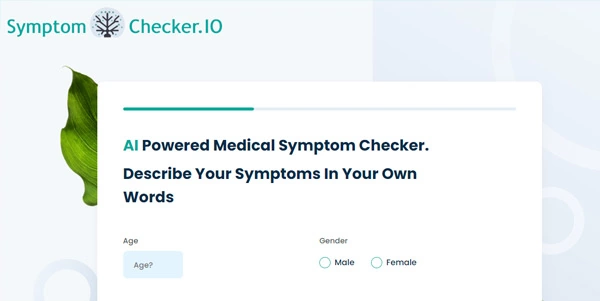 Symptom Checker.IO
AI Powered Medical Symptom Checker.
Describe Your Symptoms In Your Own
Words
Age
Gender
Age?
Male
Female